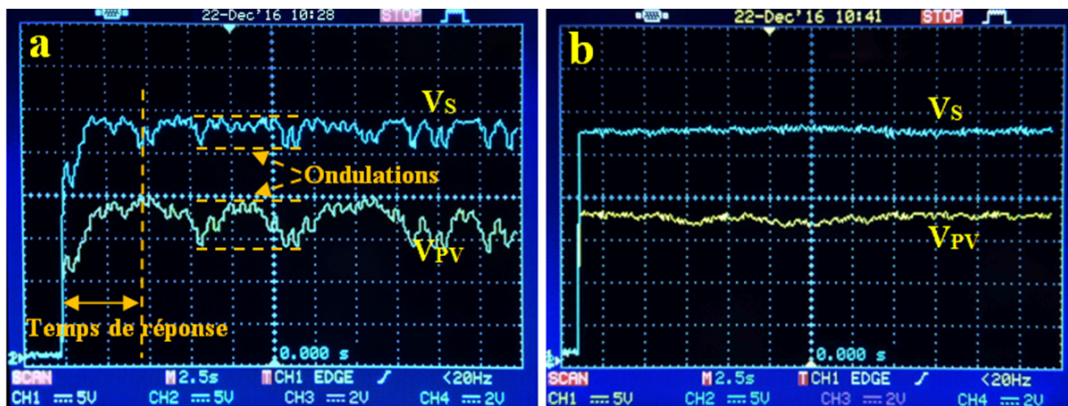 22-Dec'16 10:28 STOP
a
VS
Ondulations
VPV
Temps de réponse
2
0.000 s
SCAN M 2.5s T CH1 EDGE <20Hz
CH1 5V CH2 5V CH3 2V CH4 2V
22-Dec'16 10:41 STOP
b
VS
VPV
0.000 s
SCAN M 2.5s T CH1 EDGE <20Hz
CH1 5V CH2 5V CH3 2V CH4 2V